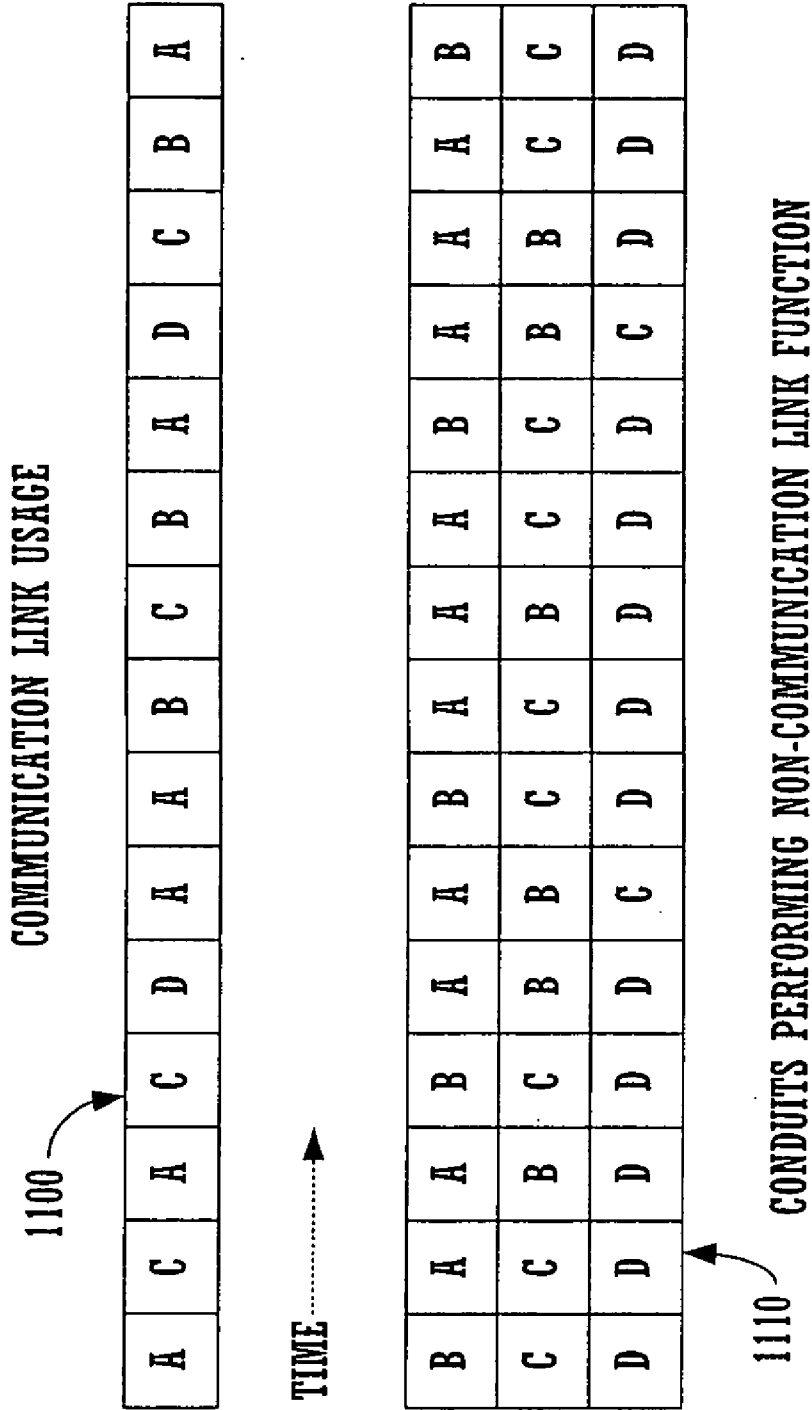 COMMUNICATION LINK USAGE
1100
A C A C D A A B C B A D C B A
TIME
B A A B A A B A A A B A A A B
C C B C B B C C B C C B B C C
D D D D D C D D D D D C D D D
1110
CONDUITS PERFORMING NON-COMMUNICATION LINK FUNCTION